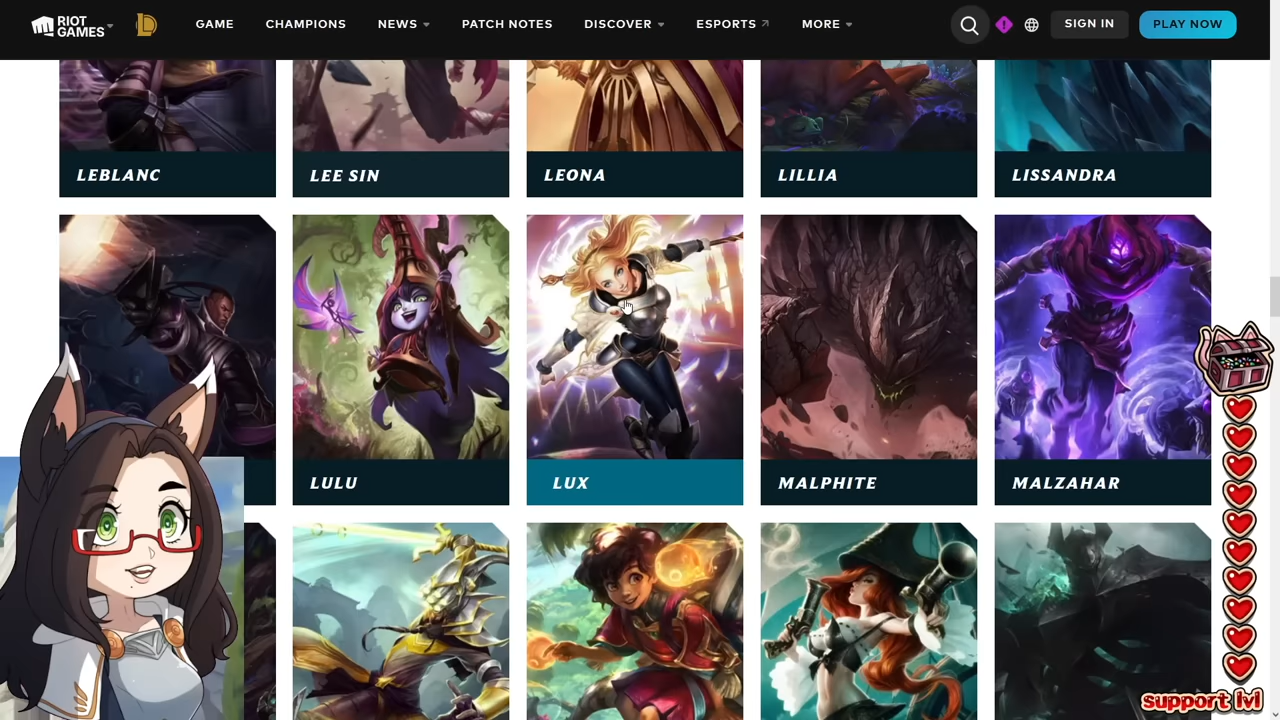 RIOT GAMES
GAME CHAMPIONS NEWS PATCH NOTES DISCOVER ESPORTS MORE SIGN IN PLAY NOW
LEBLANC LEE SIN LEONA LILLIA LISSANDRA
LULU LUX MALPHITE MALZAHAR
support lvl